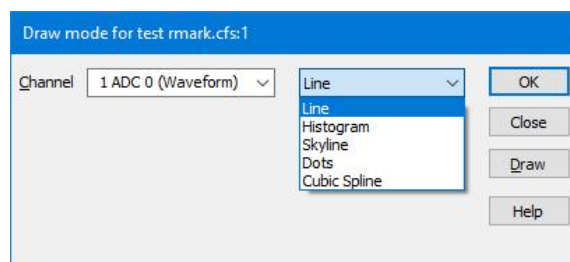 Draw mode for test rmark.cfs:1
Channel 1 ADC 0 (Waveform) Line OK
Line
Histogram
Skyline
Dots
Cubic Spline
Close
Draw
Help